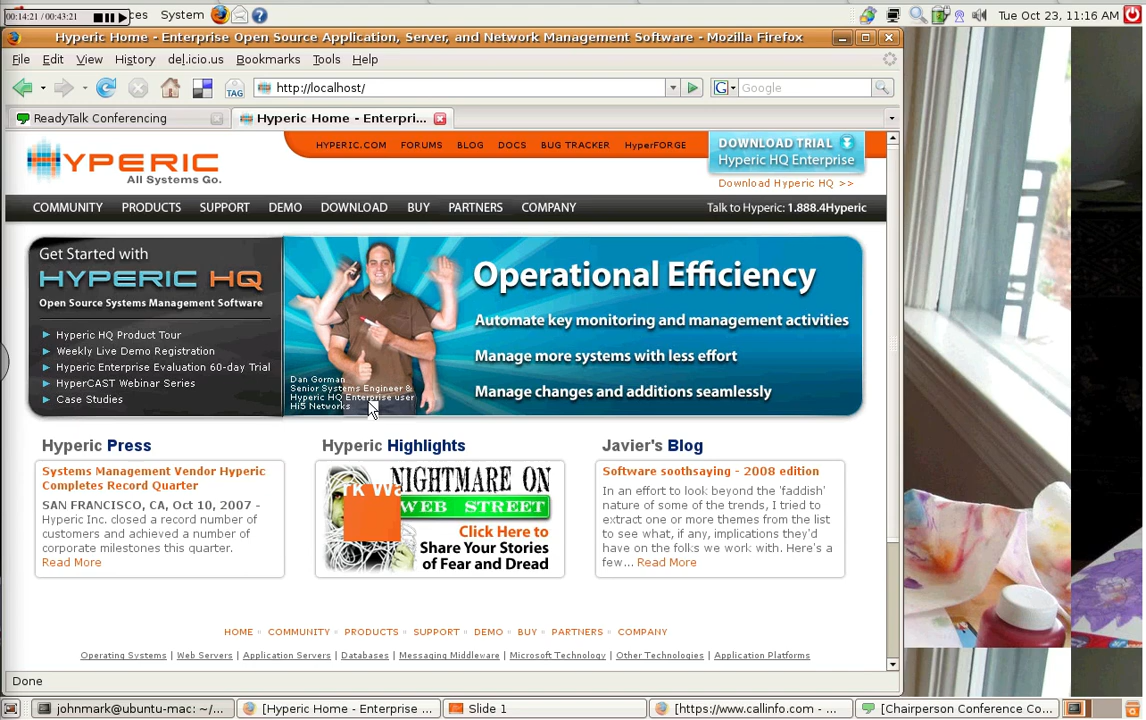 00:14:21 / 00:43:21
ces System
Tue Oct 23, 11:16 AM
Hyperic Home - Enterprise Open Source Application, Server, and Network Management Software - Mozilla Firefox
File Edit View History del.icio.us Bookmarks Tools Help
TAG
http://localhost/
G
Google
ReadyTalk Conferencing
Hyperic Home - Enterpri...
HYPERIC
All Systems Go.
HYPERIC.COM FORUMS BLOG DOCS BUG TRACKER HypeRFORGE
DOWNLOAD TRIAL
Hyperic HQ Enterprise
Download Hyperic HQ >>
COMMUNITY PRODUCTS SUPPORT DEMO DOWNLOAD BUY PARTNERS COMPANY
Talk to Hyperic: 1.888.4Hyperic
Get Started with
HYPERIC HQ
Open Source Systems Management Software
Hyperic HQ Product Tour
Weekly Live Demo Registration
Hyperic Enterprise Evaluation 60-day Trial
HyperCAST Webinar Series
Case Studies
Dan Gorman
Senior Systems Engineer &
Hyperic HQ Enterprise user
Hi5 Networks
Operational Efficiency
Automate key monitoring and management activities
Manage more systems with less effort
Manage changes and additions seamlessly
Hyperic Press
Systems Management Vendor Hyperic
Completes Record Quarter
SAN FRANCISCO, CA, Oct 10, 2007 -
Hyperic Inc. closed a record number of
customers and achieved a number of
corporate milestones this quarter.
Read More
Hyperic Highlights
NIGHTMARE ON
WEB STREET
rk Wa
Click Here to
Share Your Stories
of Fear and Dread
Javier's Blog
Software soothsaying - 2008 edition
In an effort to look beyond the 'faddish'
nature of some of the trends, I tried to
extract one or more themes from the list
to see what, if any, implications they'd
have on the folks we work with. Here's a
few... Read More
HOME COMMUNITY PRODUCTS SUPPORT DEMO BUY PARTNERS COMPANY
Operating Systems | Web Servers | Application Servers | Databases | Messaging Middleware | Microsoft Technology | Other Technologies | Application Platforms
Done
johnmark@ubuntu-mac: ~/...
[Hyperic Home - Enterprise ...
Slide 1
[https://www.callinfo.com - ...
[Chairperson Conference Co...